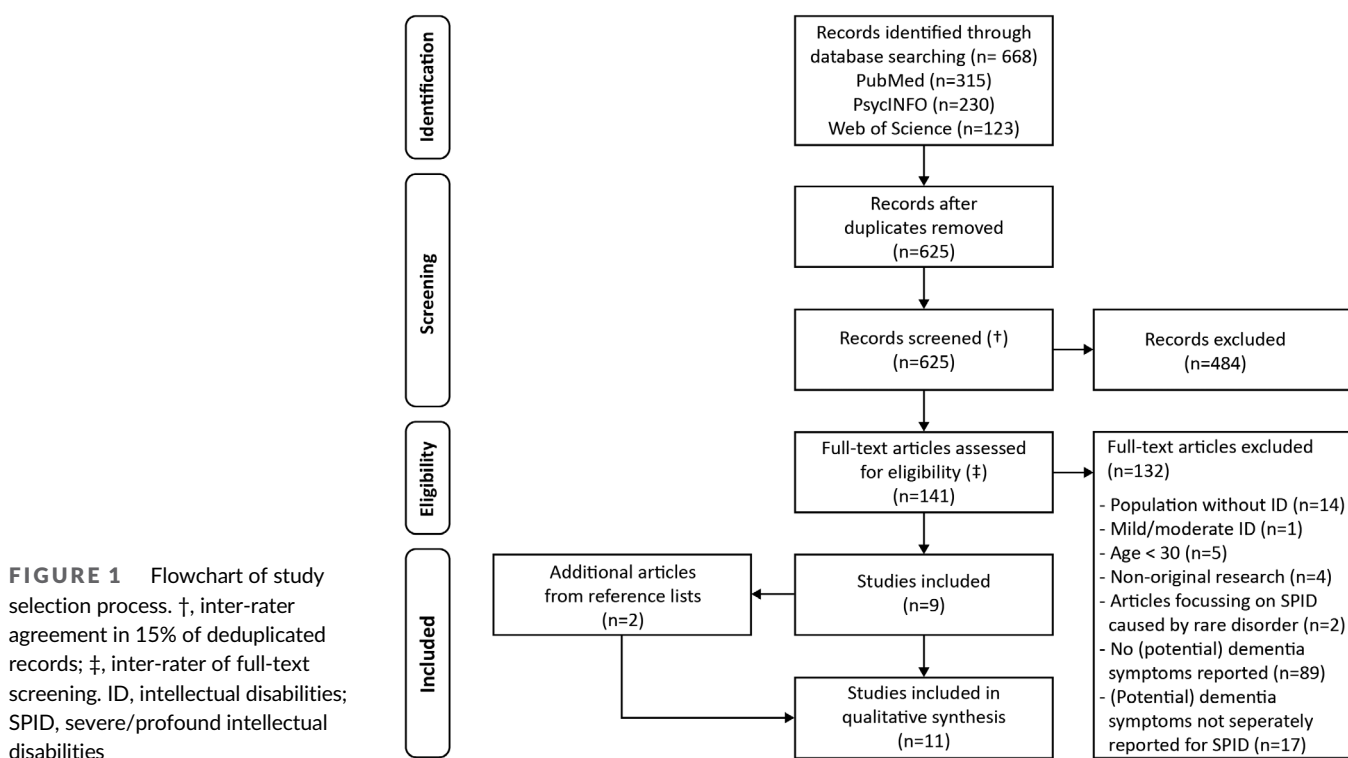 Identification
Records identified through
database searching (n= 668)
PubMed (n=315)
PsycINFO (n=230)
Web of Science (n=123)
Screening
Records after
duplicates removed
(n=625)
Records screened (†)
(n=625)
Records excluded
(n=484)
Eligibility
Full-text articles assessed
for eligibility (‡)
(n=141)
Full-text articles excluded
(n=132)
- Population without ID (n=14)
- Mild/moderate ID (n=1)
- Age < 30 (n=5)
- Non-original research (n=4)
- Articles focussing on SPID
caused by rare disorder (n=2)
- No (potential) dementia
symptoms reported (n=89)
- (Potential) dementia
symptoms not seperately
reported for SPID (n=17)
Included
Additional articles
from reference lists
(n=2)
Studies included
(n=9)
Studies included in
qualitative synthesis
(n=11)
FIGURE 1 Flowchart of study
selection process. †, inter-rater
agreement in 15% of deduplicated
records; ‡, inter-rater of full-text
screening. ID, intellectual disabilities;
SPID, severe/profound intellectual
disabilities